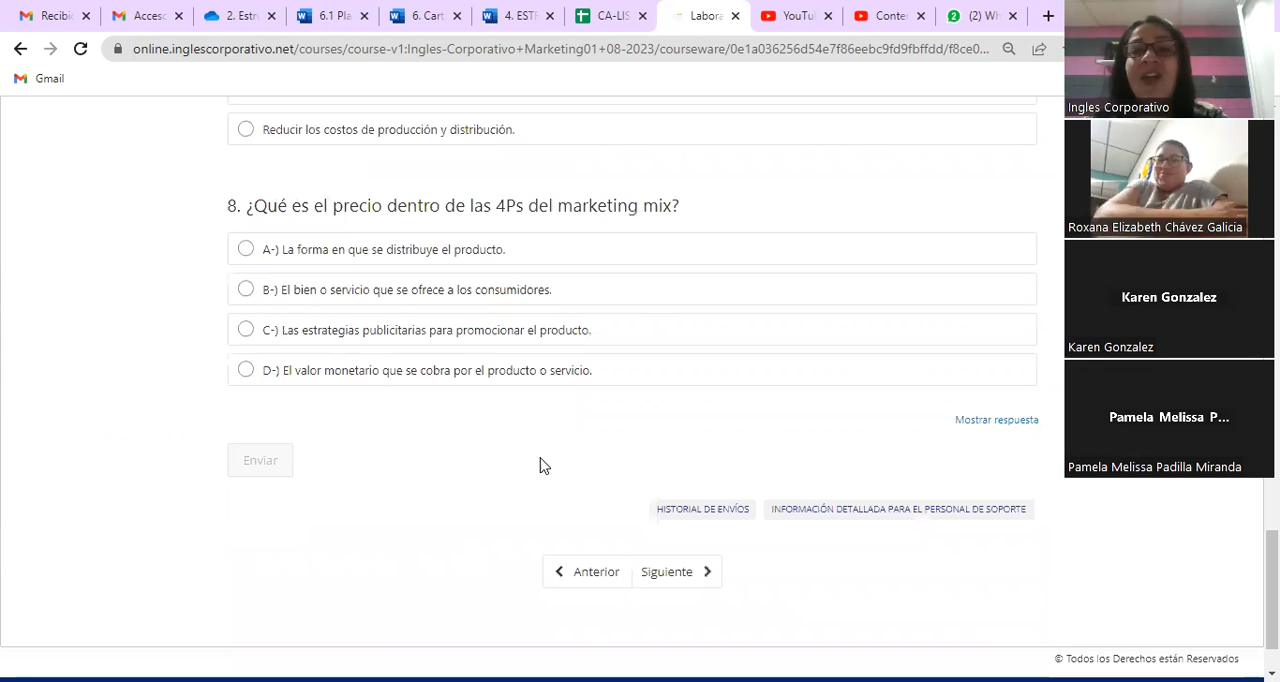 Recibid
Acceso
2. Estru
6.1 Pla
6. Cart
4. ESTR
CA-LIS
Labora
YouTul
Conter
(2) Wh
online.inglescorporativo.net/courses/course-v1:Ingles-Corporativo+Marketing01+08-2023/courseware/0e1a036256d54e7f86eebc9fd9fbffdd/f8ce0...
Gmail
Reducir los costos de producción y distribución.
8. ¿Qué es el precio dentro de las 4Ps del marketing mix?
A-) La forma en que se distribuye el producto.
B-) El bien o servicio que se ofrece a los consumidores.
C-) Las estrategias publicitarias para promocionar el producto.
D-) El valor monetario que se cobra por el producto o servicio.
Mostrar respuesta
Enviar
HISTORIAL DE ENVÍOS
INFORMACIÓN DETALLADA PARA EL PERSONAL DE SOPORTE
Anterior
Siguiente
© Todos los Derechos están Reservados
Ingles Corporativo
Roxana Elizabeth Chávez Galicia
Karen Gonzalez
Karen Gonzalez
Pamela Melissa P...
Pamela Melissa Padilla Miranda